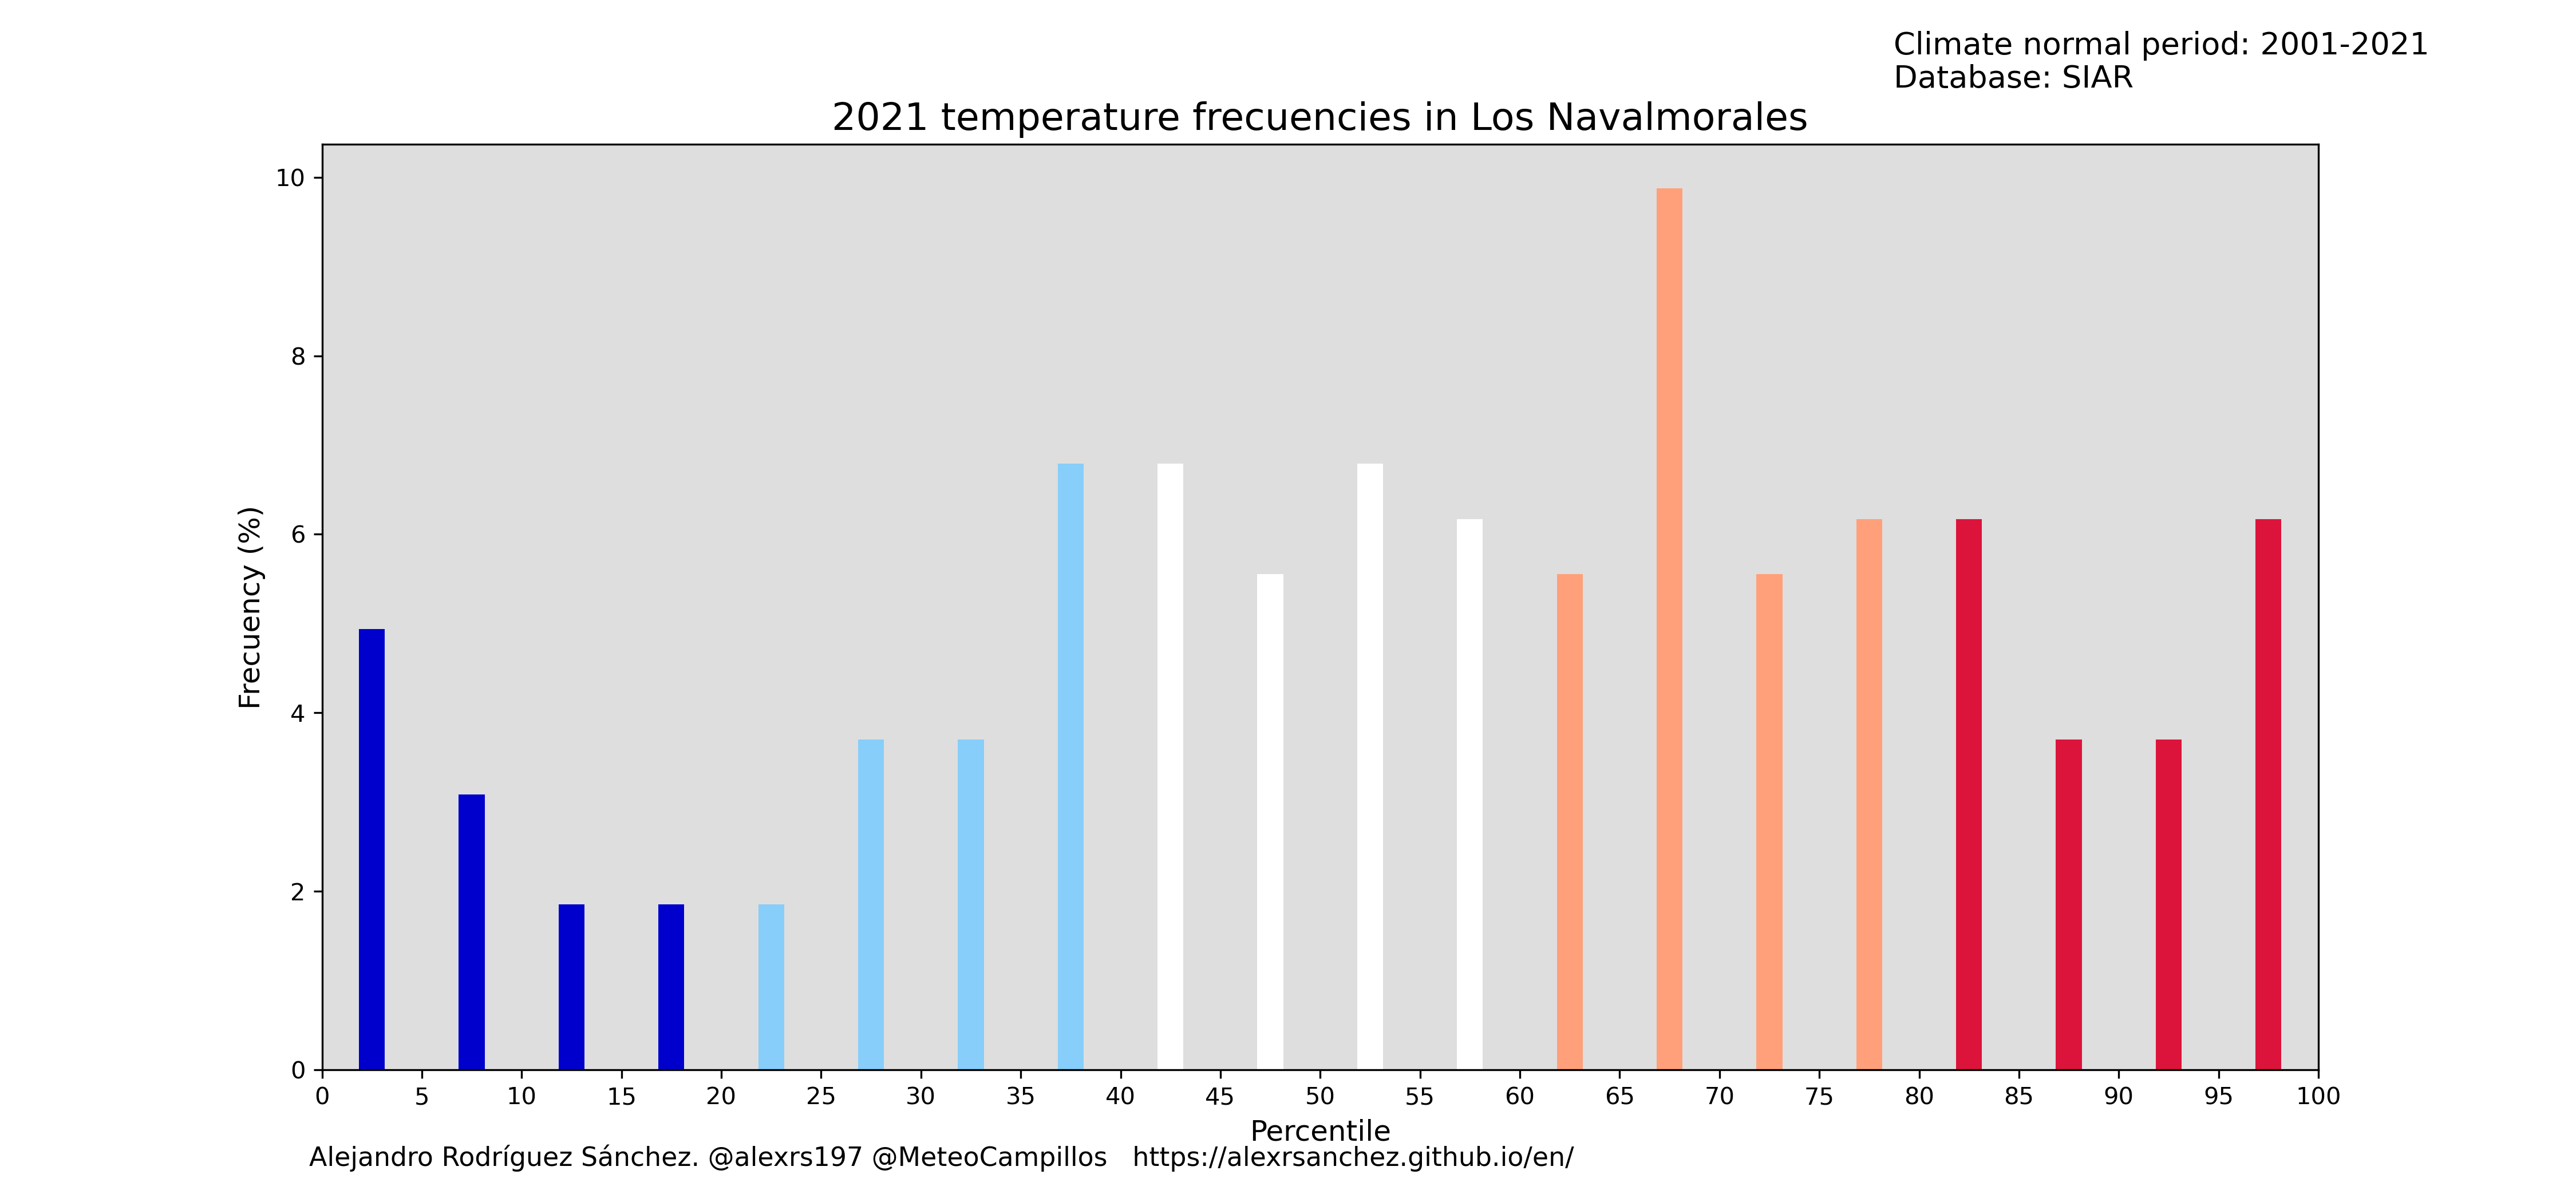 Climate normal period: 2001-2021
Database: SIAR
2021 temperature frecuencies in Los Navalmorales
10
8
6
4
2
0
Frecuency (%)
0 5 10 15 20 25 30 35 40 45 50 55 60 65 70 75 80 85 90 95 100
Percentile
Alejandro Rodríguez Sánchez. @alexrs197 @MeteoCampillos https://alexrsanchez.github.io/en/